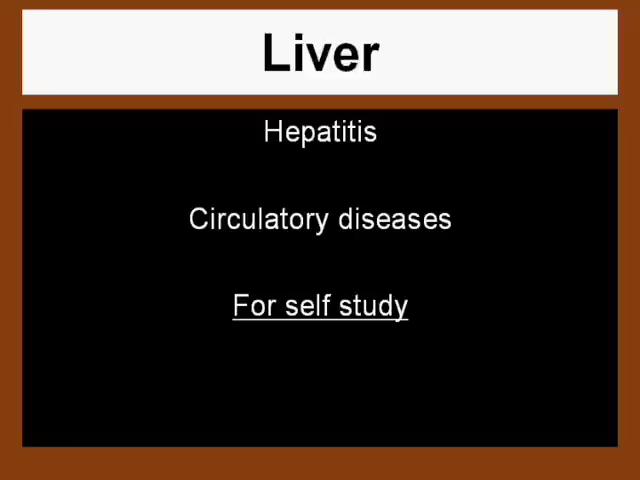 Liver
Hepatitis
Circulatory diseases
For self study